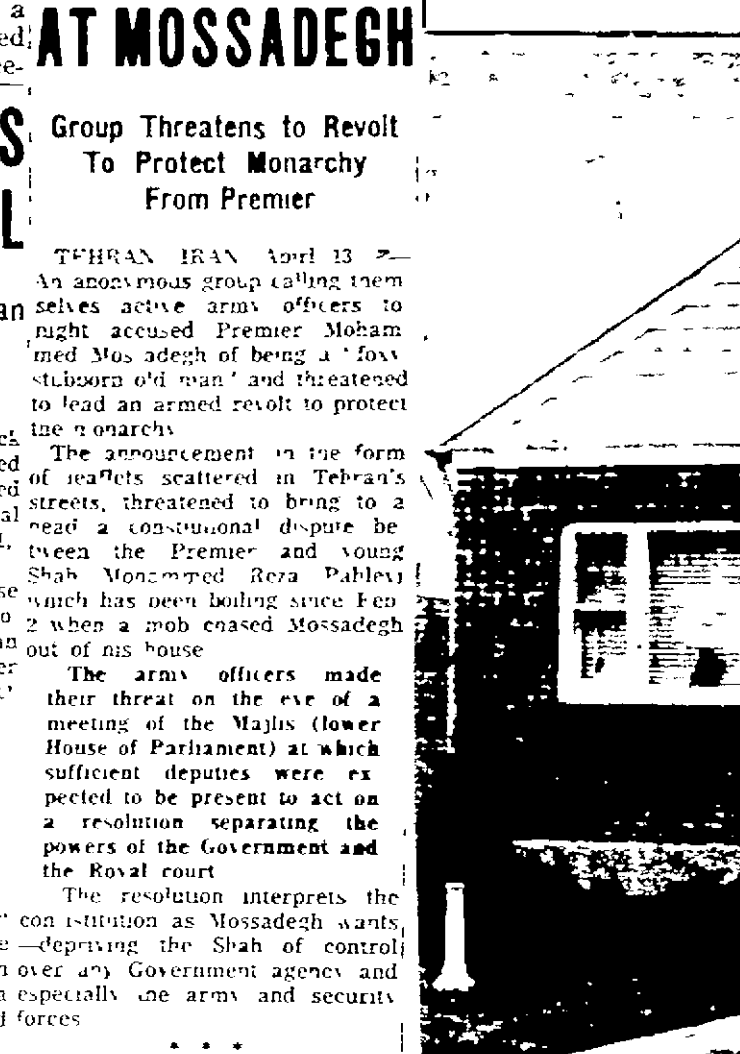 AT MOSSADEGH
Group Threatens to Revolt
To Protect Monarchy
From Premier
TEHRAN IRAN April 13
An anonymous group calling them
selves active army officers to
night accused Premier Moham
med Mos adegh of being a "foxy
stubborn old man" and threatened
to lead an armed revolt to protect
the monarchy
The announcement in the form
of leaflets scattered in Tehran's
streets, threatened to bring to a
head a constitutional dispute be
tween the Premier and young
Shah Mohammed Reza Pahlevi
which has been boiling since Feb
2 when a mob chased Mossadegh
out of his house
The army officers made
their threat on the eve of a
meeting of the Majlis (lower
House of Parliament) at which
sufficient deputies were ex
pected to be present to act on
a resolution separating the
powers of the Government and
the Royal court
The resolution interprets the
constitution as Mossadegh wants
—depriving the Shah of control
over any Government agency and
especially the army and security
forces
* * *